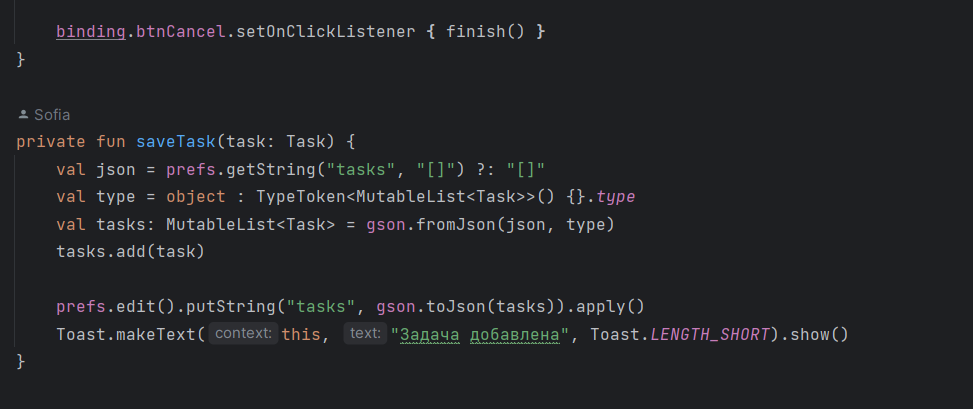 binding.btnCancel.setOnClickListener { finish() }
}
Sofia
private fun saveTask(task: Task) {
val json = prefs.getString("tasks", "[]") ?: "[]"
val type = object : TypeToken<MutableList<Task>>() {}.type
val tasks: MutableList<Task> = gson.fromJson(json, type)
tasks.add(task)
prefs.edit().putString("tasks", gson.toJson(tasks)).apply()
Toast.makeText( context: this, text: "Задача добавлена", Toast.LENGTH_SHORT).show()
}